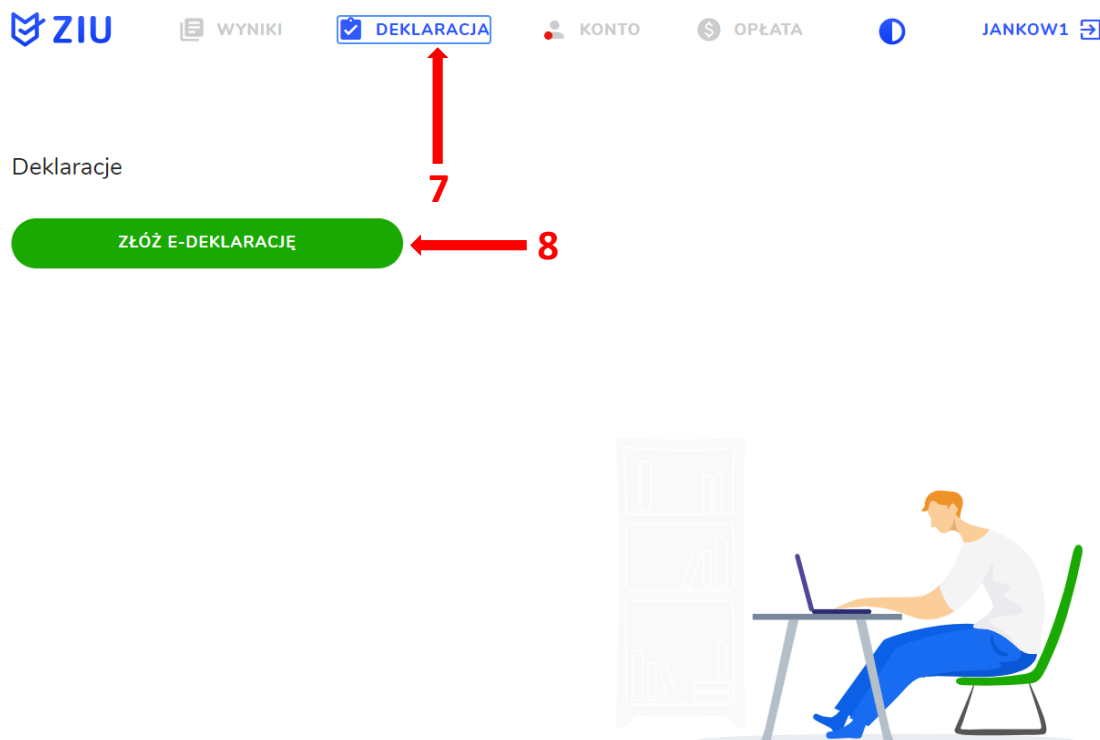 ZIU WYNIKI DEKLARACJA KONTO OPŁATA JANKOW1
Deklaracje
7
ZŁÓŻ E-DEKLARACJĘ 8